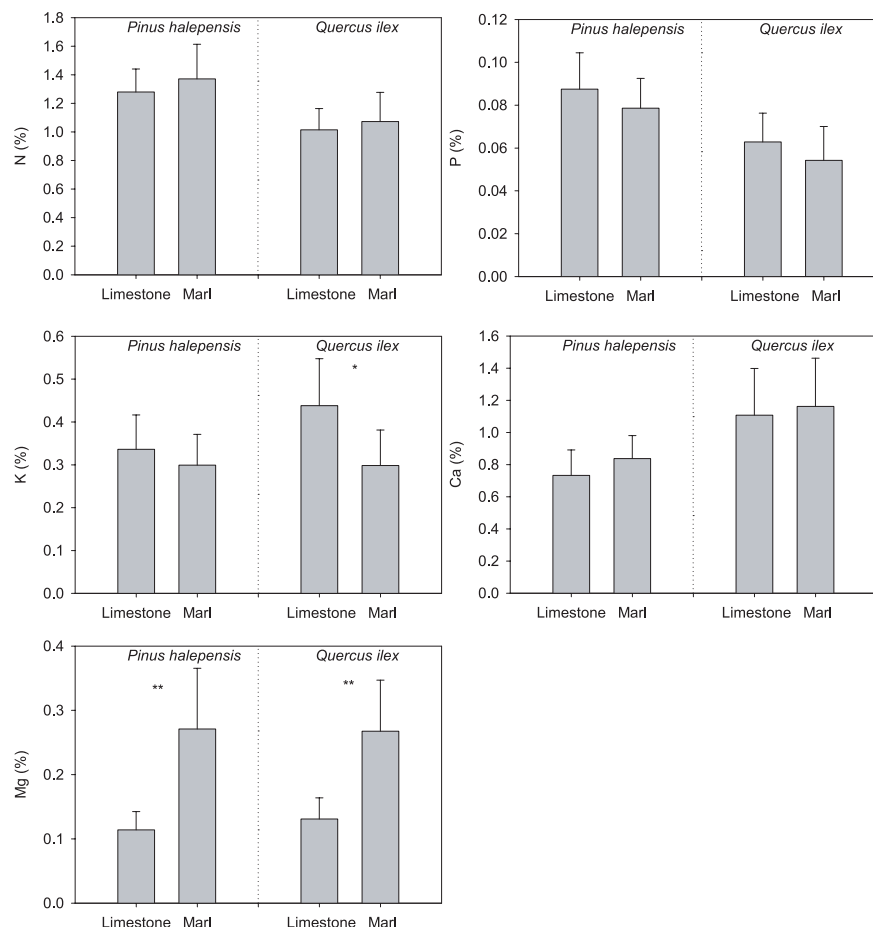 Pinus halepensis Quercus ilex
N (%)
1.8
1.6
1.4
1.2
1.0
0.8
0.6
0.4
0.2
0.0
Limestone Marl Limestone Marl
Pinus halepensis Quercus ilex
P (%)
0.12
0.10
0.08
0.06
0.04
0.02
0.00
Limestone Marl Limestone Marl
Pinus halepensis Quercus ilex
*
K (%)
0.6
0.5
0.4
0.3
0.2
0.1
0.0
Limestone Marl Limestone Marl
Pinus halepensis Quercus ilex
Ca (%)
1.6
1.4
1.2
1.0
0.8
0.6
0.4
0.2
0.0
Limestone Marl Limestone Marl
Pinus halepensis Quercus ilex
** **
Mg (%)
0.4
0.3
0.2
0.1
0.0
Limestone Marl Limestone Marl